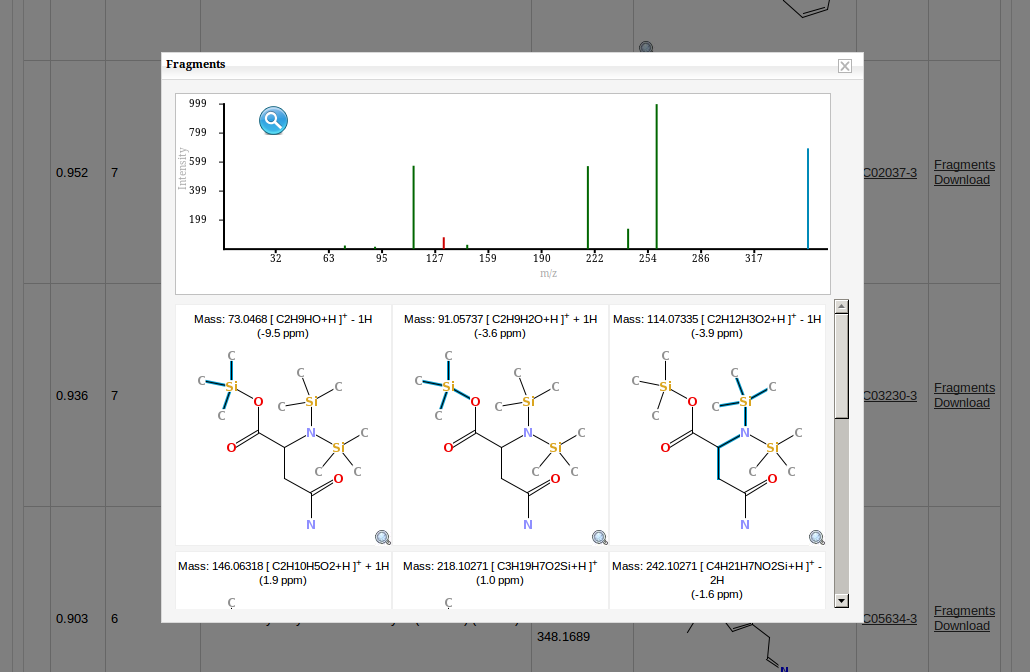 Fragments
999
799
599
399
199
Intensity
32 63 95 127 159 190 222 254 286 317
m/z
0.952 7 C02037-3 Fragments
Download
Mass: 73.0468 [ C2H9HO+H ]+ - 1H
(-9.5 ppm)
Mass: 91.05737 [ C2H9H2O+H ]+ + 1H
(-3.6 ppm)
Mass: 114.07335 [ C2H12H3O2+H ]+ - 1H
(-3.9 ppm)
C C Si C O O C C Si C N Si C C C O N
C C Si C O O C C Si C N Si C C C O N
C C Si C O O C C Si C N Si C C C O N
0.936 7 C03230-3 Fragments
Download
Mass: 146.06318 [ C2H10H5O2+H ]+ + 1H
(1.9 ppm)
Mass: 218.10271 [ C3H19H7O2Si+H ]+
(1.0 ppm)
Mass: 242.10271 [ C4H21H7NO2Si+H ]+ -
2H
(-1.6 ppm)
C C
0.903 6 C05634-3 Fragments
Download
348.1689
N